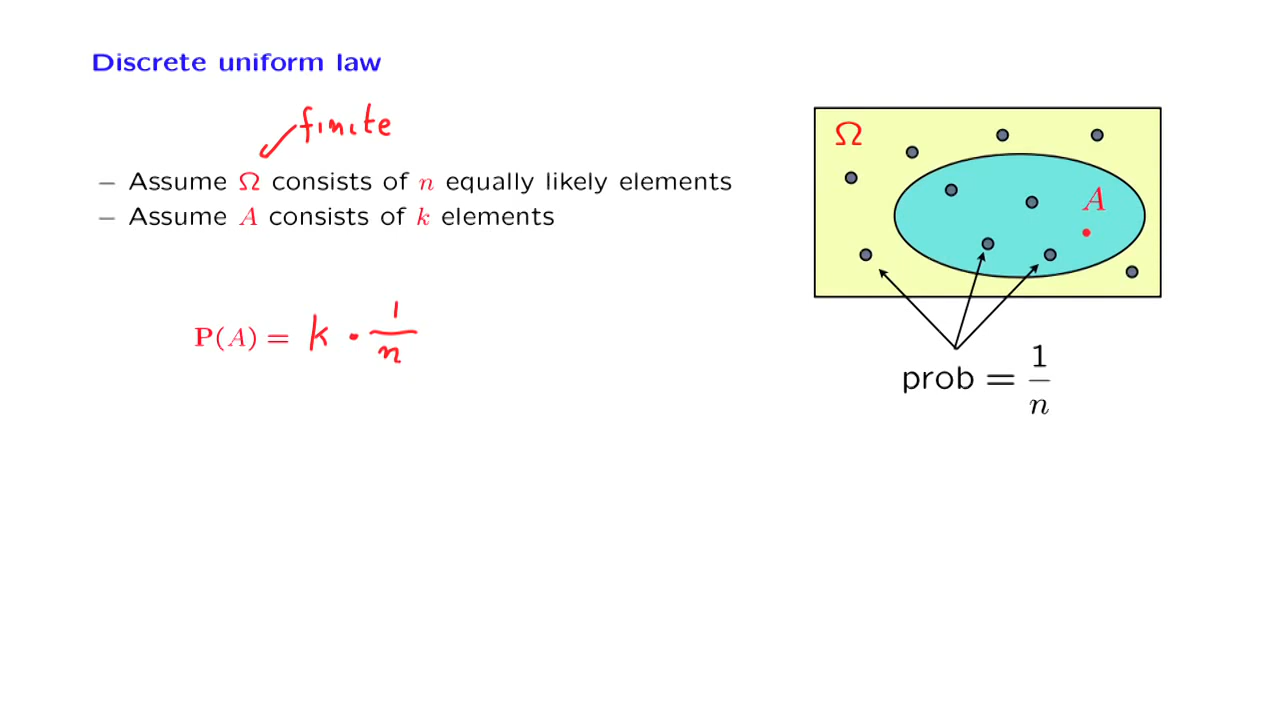 Discrete uniform law
finite
– Assume Ω consists of n equally likely elements
– Assume A consists of k elements
P(A) = k · 1/n
Ω
A
prob = 1/n